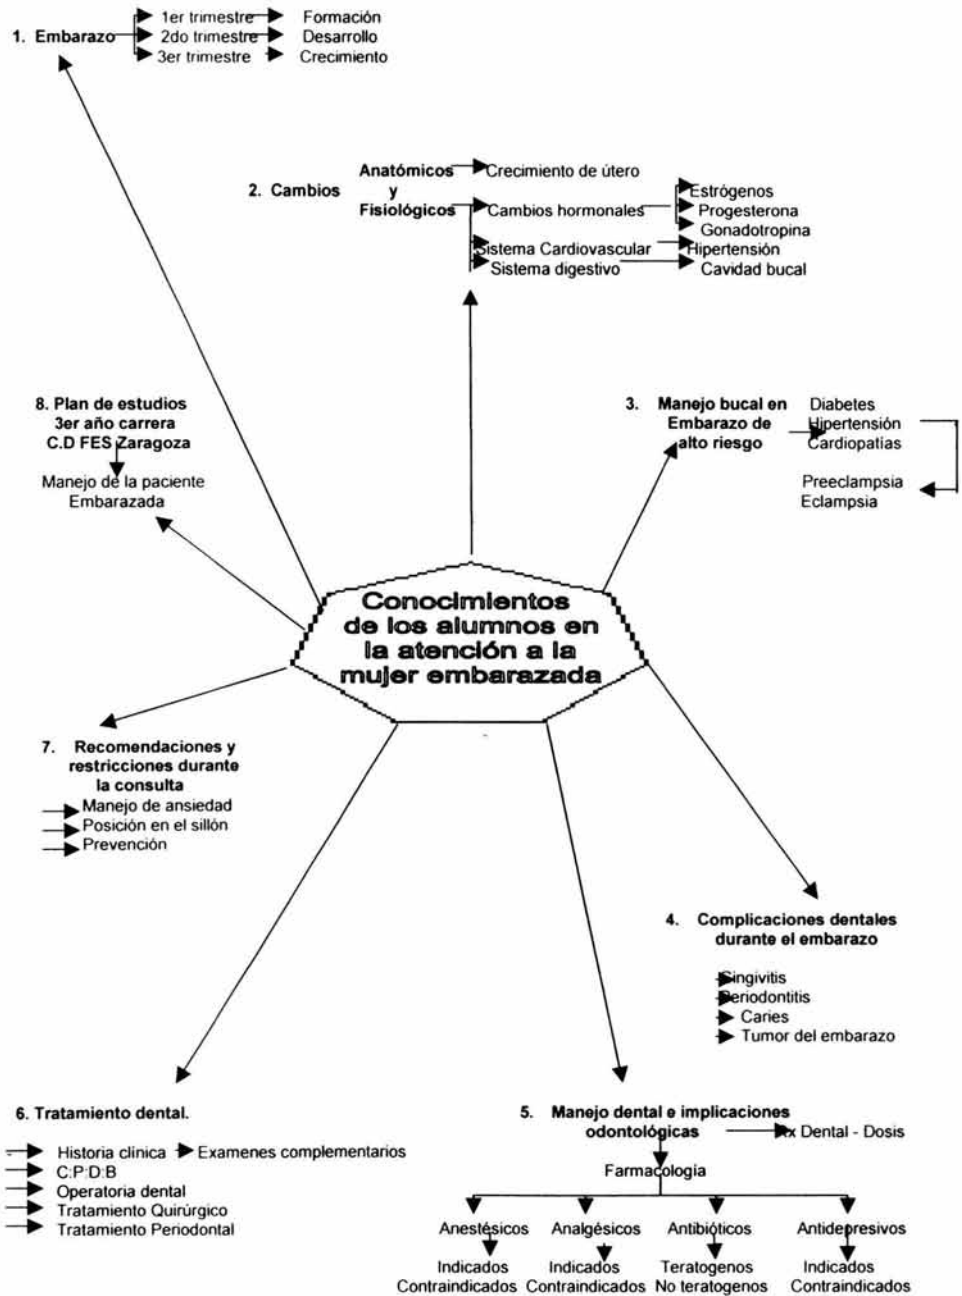 1. Embarazo
1er trimestre Formación
2do trimestre Desarrollo
3er trimestre Crecimiento
2. Cambios
Anatómicos
y
Fisiológicos
Crecimiento de útero
Cambios hormonales
Estrógenos
Progesterona
Gonadotropina
Sistema Cardiovascular Hipertensión
Sistema digestivo Cavidad bucal
8. Plan de estudios
3er año carrera
C.D FES Zaragoza
Manejo de la paciente
Embarazada
3. Manejo bucal en
Embarazo de
alto riesgo
Diabetes
Hipertensión
Cardiopatías
Preeclampsia
Eclampsia
Conocimientos
de los alumnos en
la atención a la
mujer embarazada
7. Recomendaciones y
restricciones durante
la consulta
Manejo de ansiedad
Posición en el sillón
Prevención
4. Complicaciones dentales
durante el embarazo
Gingivitis
Periodontitis
Caries
Tumor del embarazo
6. Tratamiento dental.
Historia clínica Examenes complementarios
C.P.D.B
Operatoria dental
Tratamiento Quirúrgico
Tratamiento Periodontal
5. Manejo dental e implicaciones
odontológicas
Rx Dental - Dosis
Farmacología
Anestésicos Analgésicos Antibióticos Antidepresivos
Indicados Indicados Teratogenos Indicados
Contraindicados Contraindicados No teratogenos Contraindicados